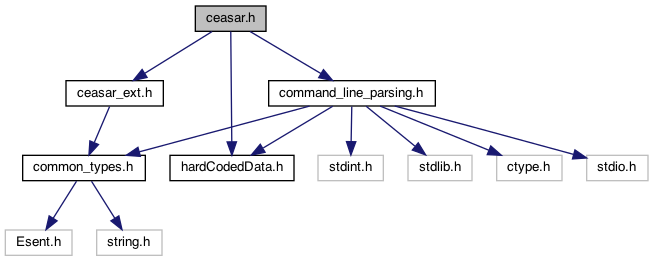 ceasar.h
ceasar_ext.h
command_line_parsing.h
common_types.h
hardCodedData.h
stdint.h
stdlib.h
ctype.h
stdio.h
Esent.h
string.h